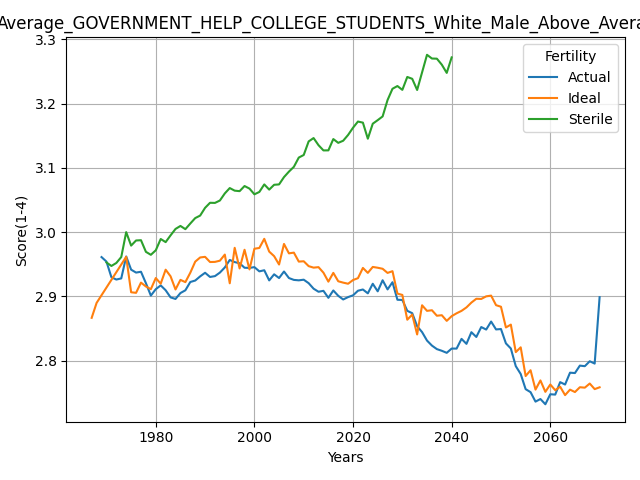 Average_GOVERNMENT_HELP_COLLEGE_STUDENTS_White_Male_Above_Avera
3.3
3.2
3.1
3.0
2.9
2.8
Score(1-4)
Fertility
Actual
Ideal
Sterile
1980
2000
2020
2040
2060
Years